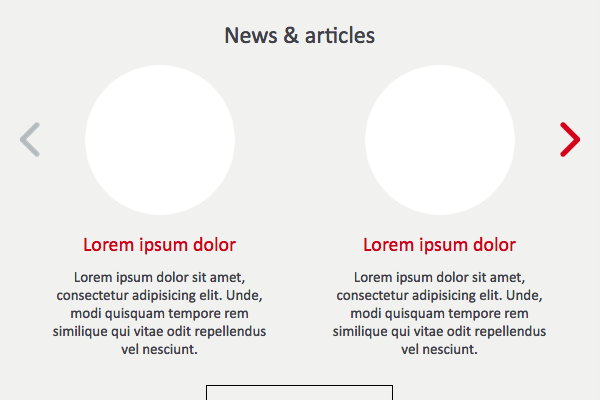 News & articles
Lorem ipsum dolor
Lorem ipsum dolor sit amet,
consectetur adipisicing elit. Unde,
modi quisquam tempore rem
similique qui vitae odit repellendus
vel nesciunt.
Lorem ipsum dolor
Lorem ipsum dolor sit amet,
consectetur adipisicing elit. Unde,
modi quisquam tempore rem
similique qui vitae odit repellendus
vel nesciunt.